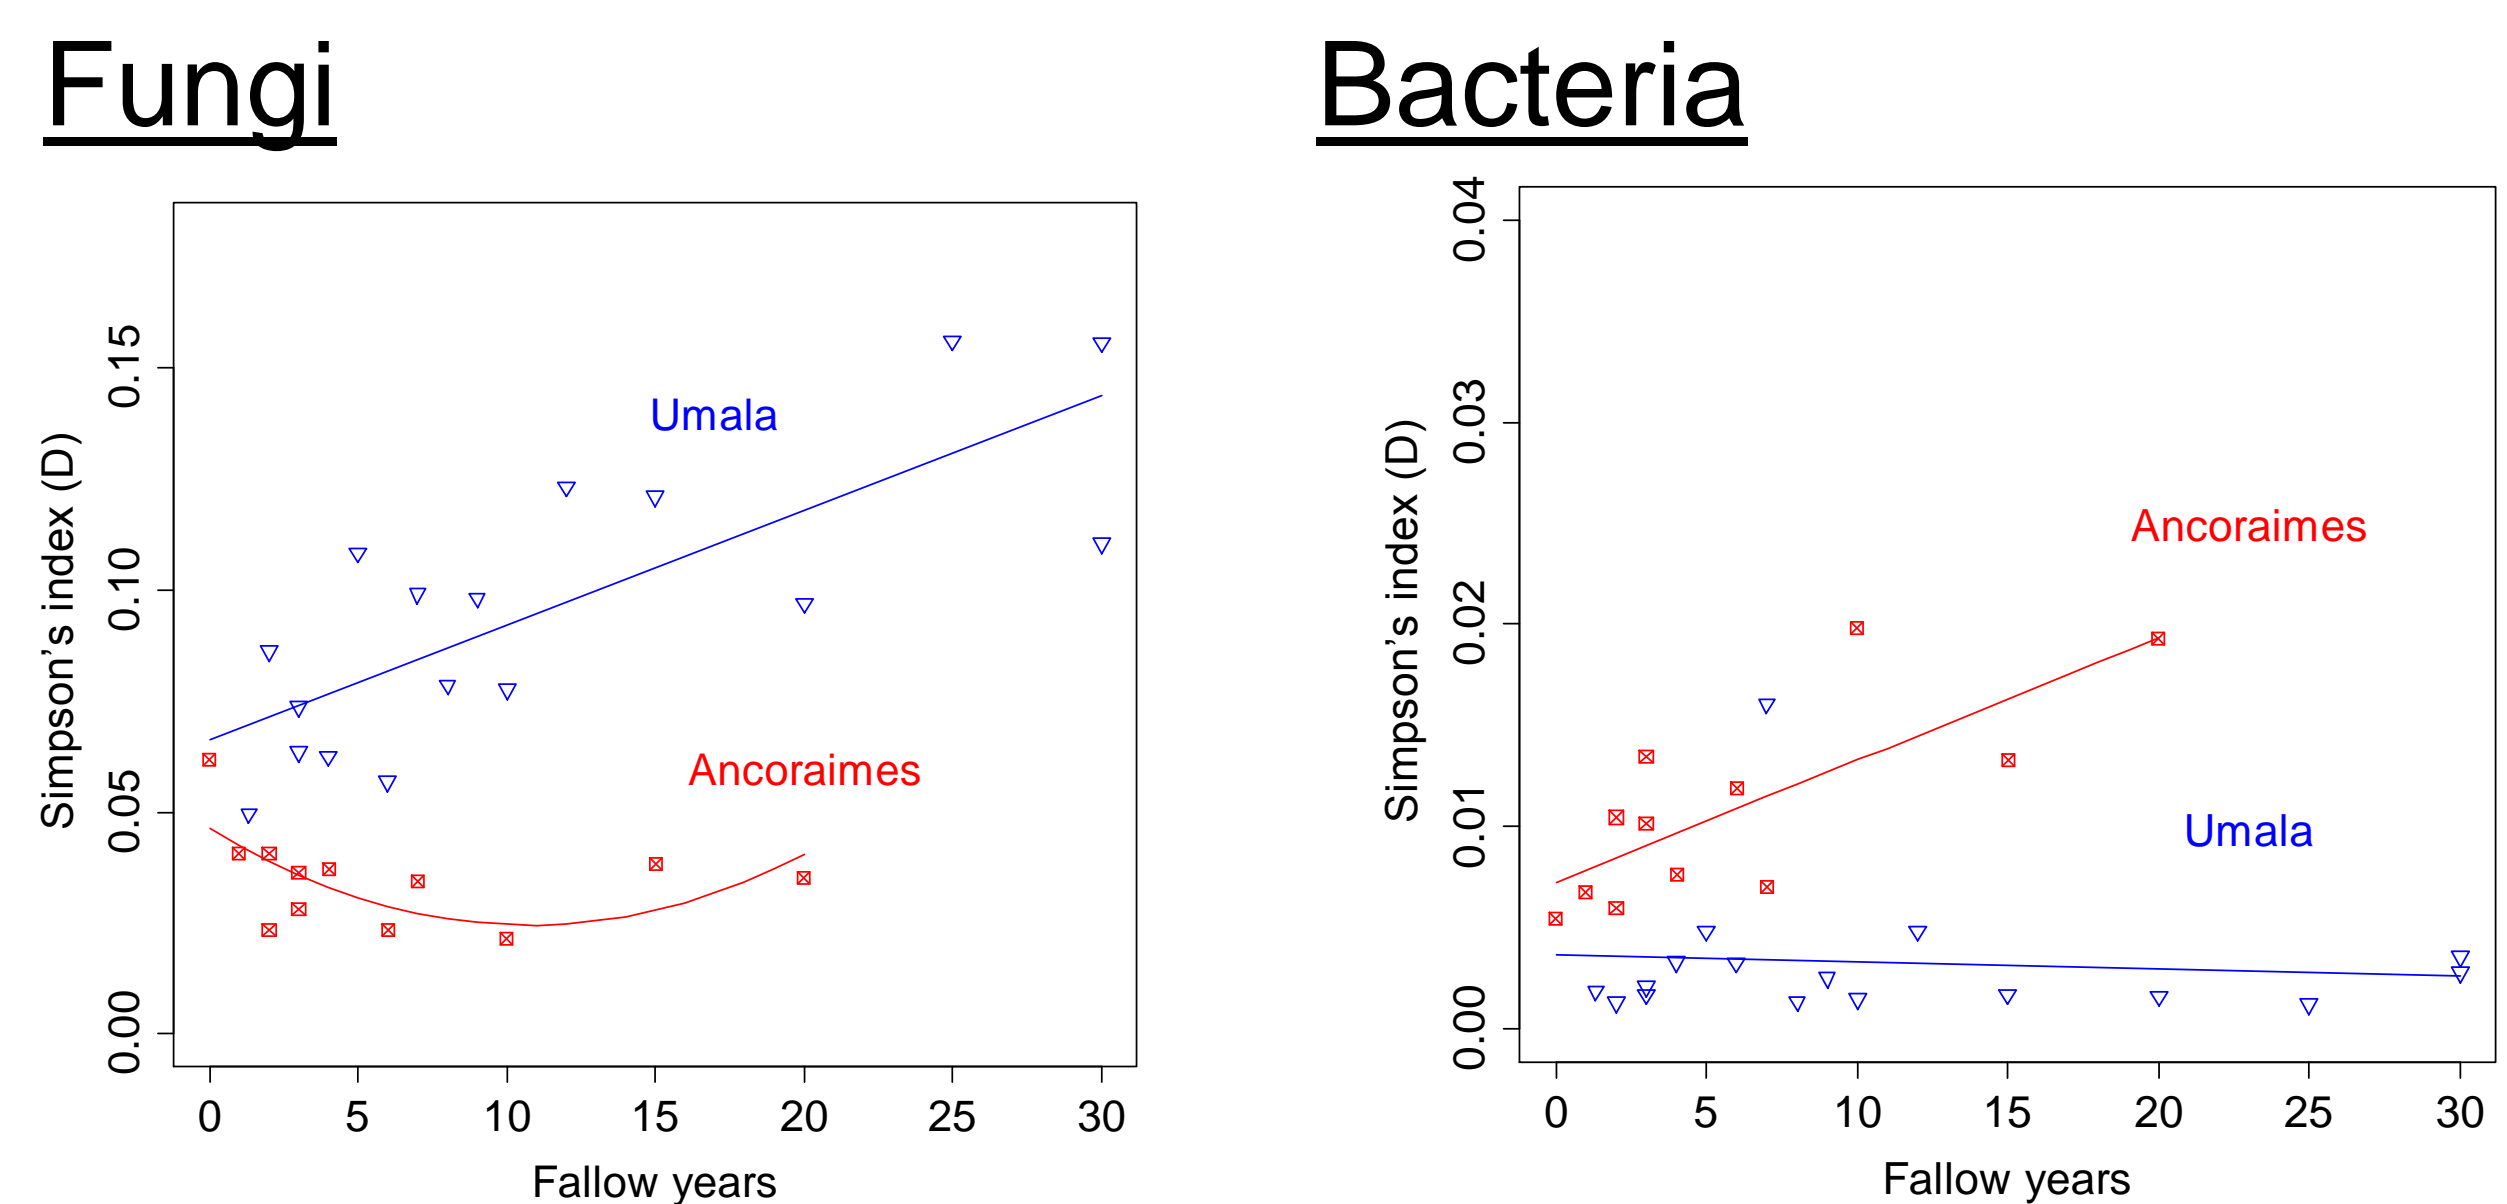 Fungi
Simpson's index (D)
0.15
0.10
0.05
0.00
Umala
Ancoraimes
0 5 10 15 20 25 30
Fallow years
Bacteria
Simpson's index (D)
0.04
0.03
0.02
0.01
0.00
Ancoraimes
Umala
0 5 10 15 20 25 30
Fallow years